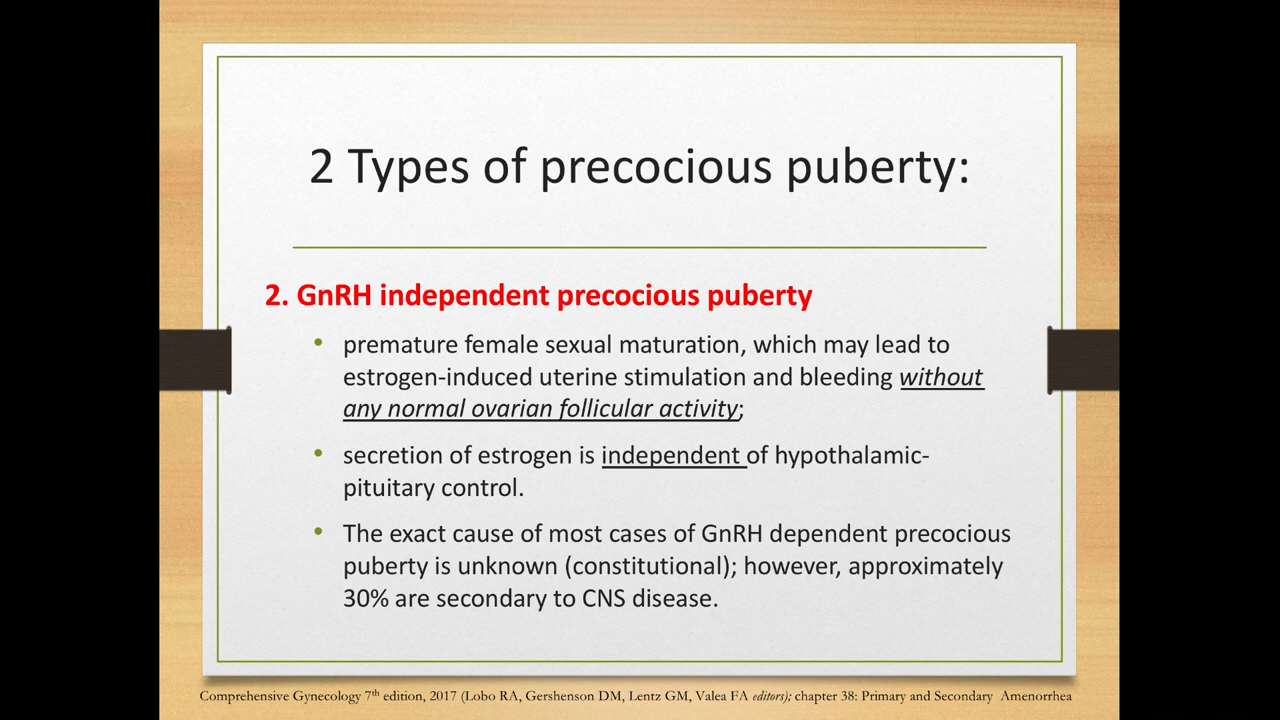 2 Types of precocious puberty:
2. GnRH independent precocious puberty
• premature female sexual maturation, which may lead to
estrogen-induced uterine stimulation and bleeding without
any normal ovarian follicular activity;
• secretion of estrogen is independent of hypothalamic-
pituitary control.
• The exact cause of most cases of GnRH dependent precocious
puberty is unknown (constitutional); however, approximately
30% are secondary to CNS disease.
Comprehensive Gynecology 7th edition, 2017 (Lobo RA, Gershenson DM, Lentz GM, Valea FA editors); chapter 38: Primary and Secondary Amenorrhea